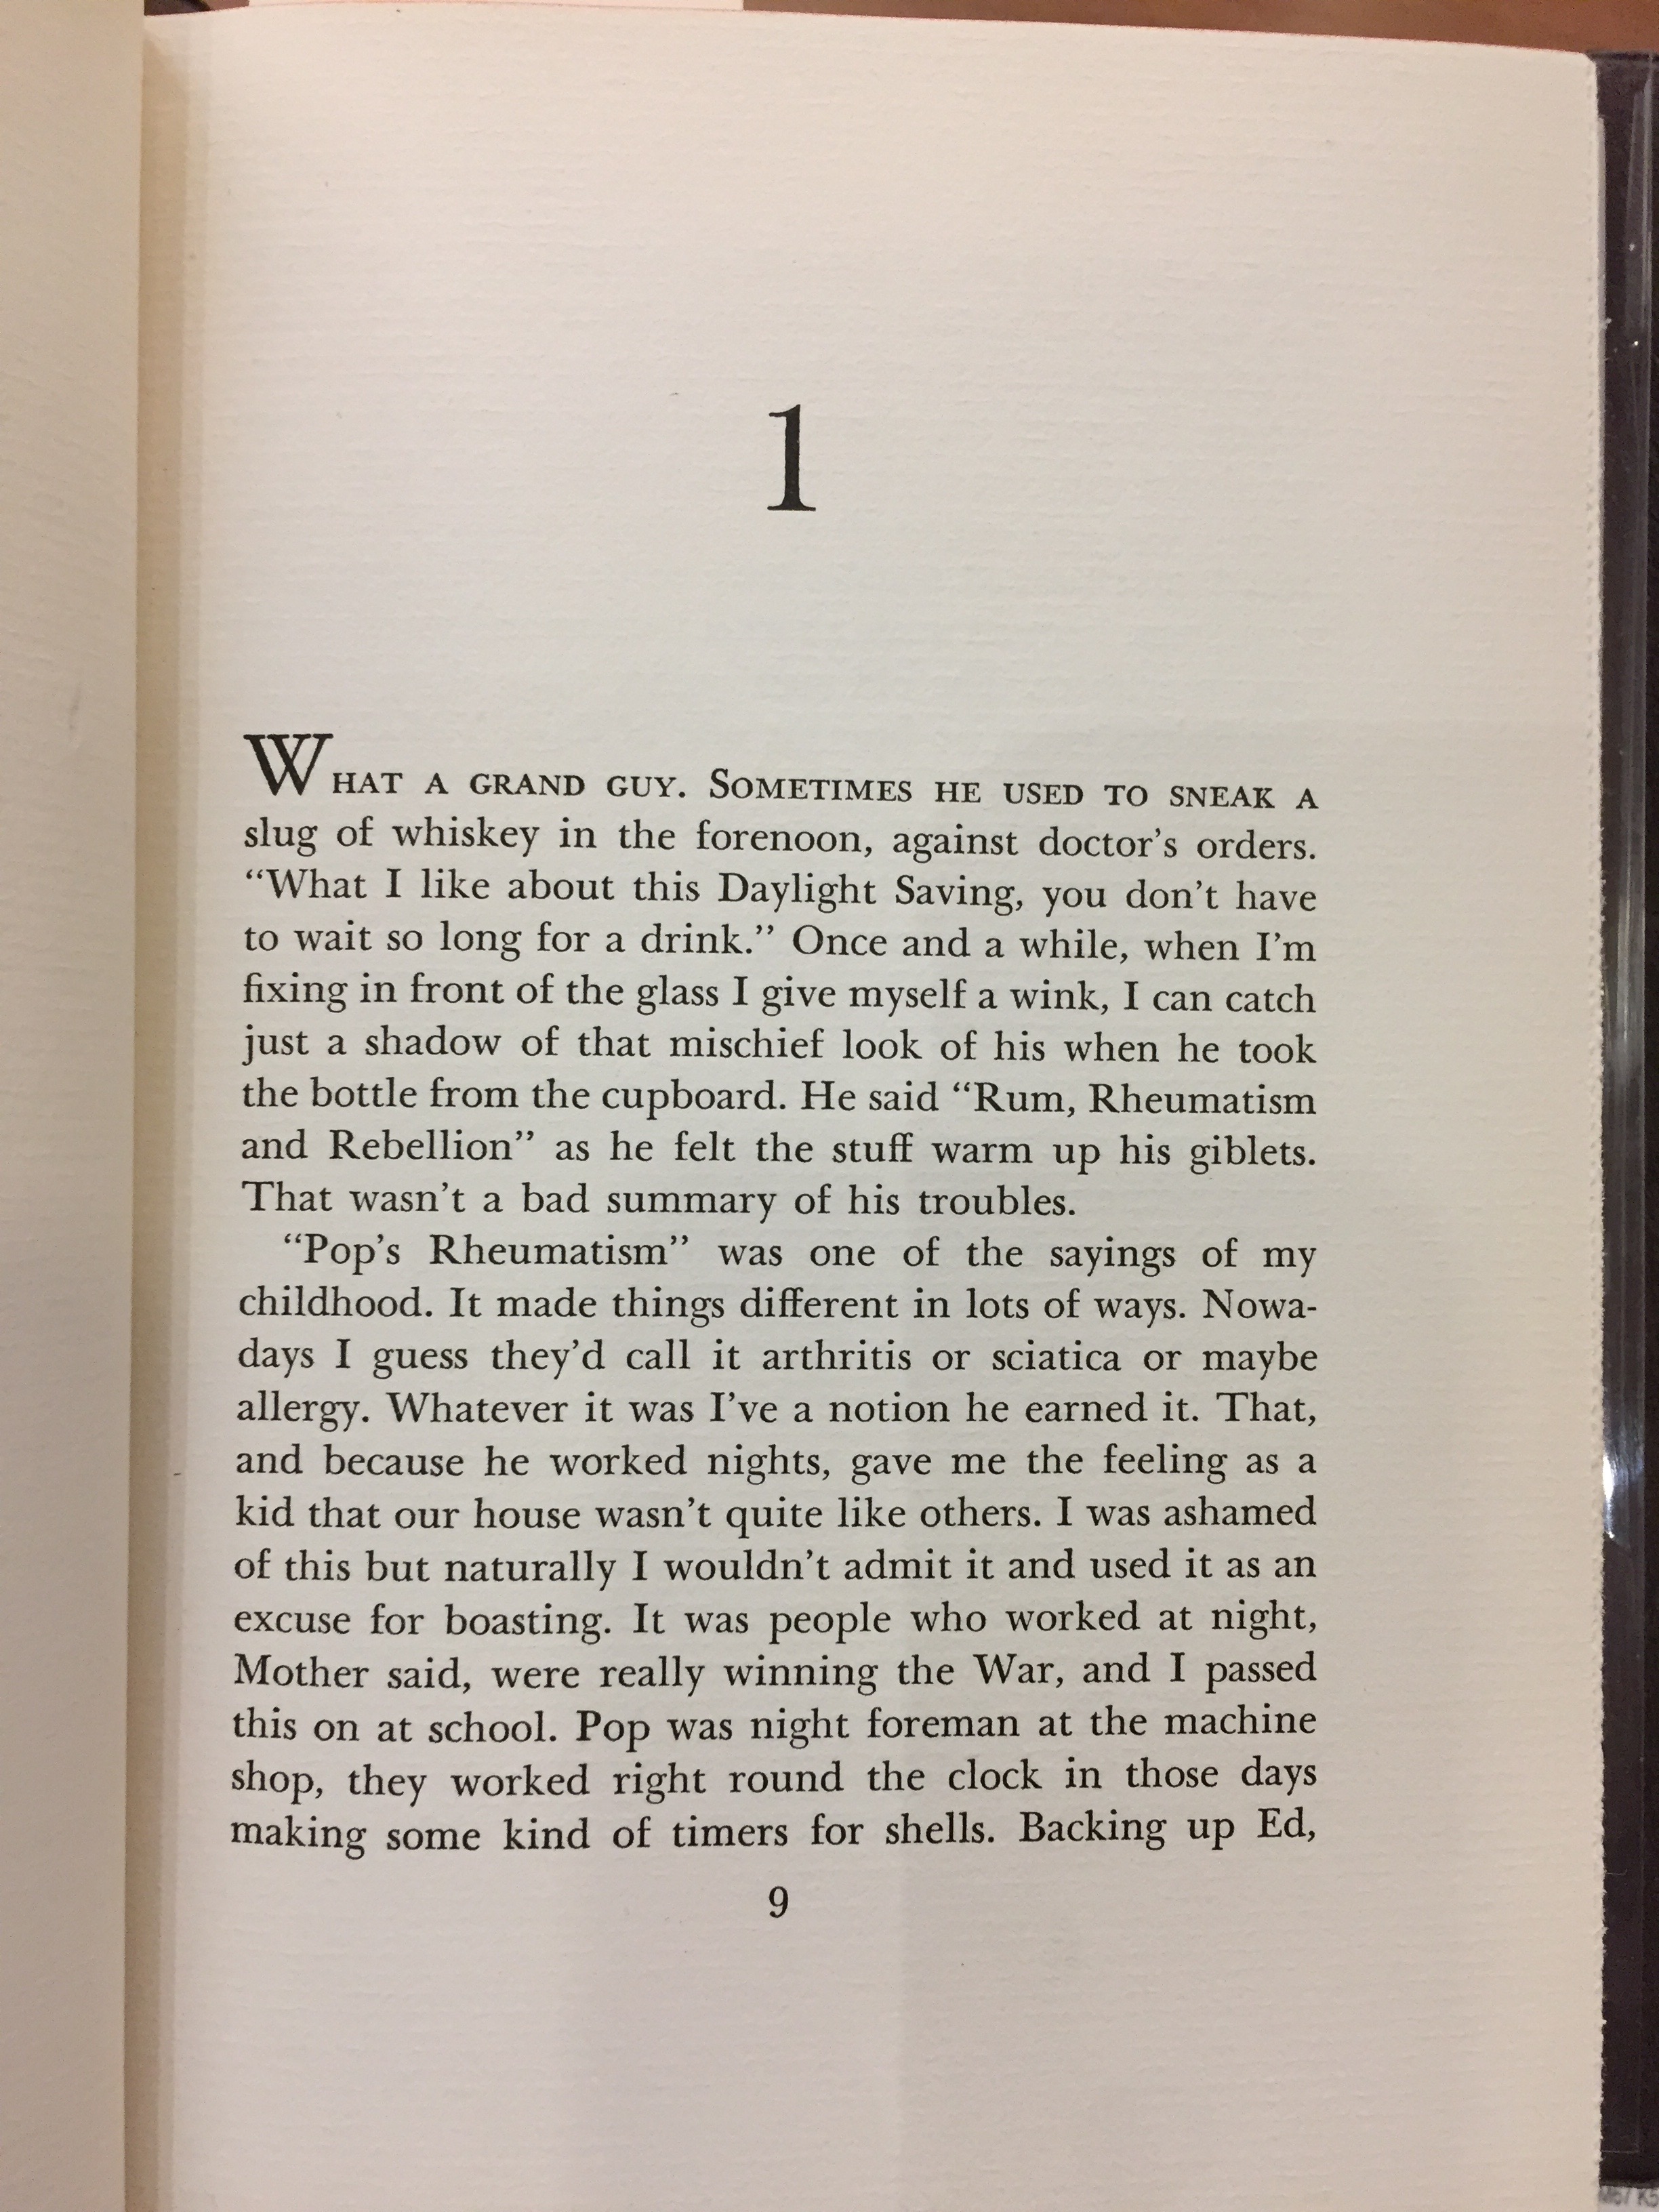 1
WHAT A GRAND GUY. SOMETIMES HE USED TO SNEAK A
slug of whiskey in the forenoon, against doctor's orders.
“What I like about this Daylight Saving, you don't have
to wait so long for a drink.” Once and a while, when I'm
fixing in front of the glass I give myself a wink, I can catch
just a shadow of that mischief look of his when he took
the bottle from the cupboard. He said “Rum, Rheumatism
and Rebellion” as he felt the stuff warm up his giblets.
That wasn't a bad summary of his troubles.
“Pop's Rheumatism” was one of the sayings of my
childhood. It made things different in lots of ways. Nowa-
days I guess they'd call it arthritis or sciatica or maybe
allergy. Whatever it was I've a notion he earned it. That,
and because he worked nights, gave me the feeling as a
kid that our house wasn't quite like others. I was ashamed
of this but naturally I wouldn't admit it and used it as an
excuse for boasting. It was people who worked at night,
Mother said, were really winning the War, and I passed
this on at school. Pop was night foreman at the machine
shop, they worked right round the clock in those days
making some kind of timers for shells. Backing up Ed,
9